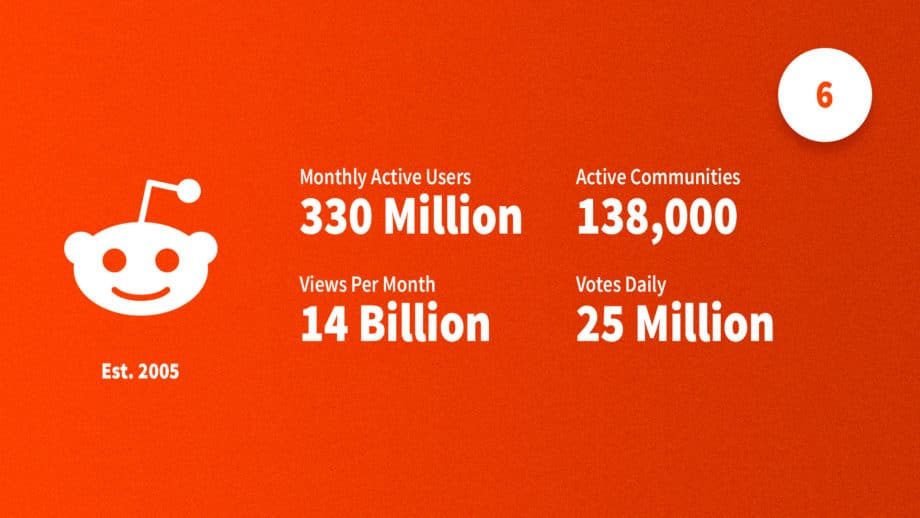 6
Monthly Active Users
330 Million
Active Communities
138,000
Views Per Month
14 Billion
Votes Daily
25 Million
Est. 2005